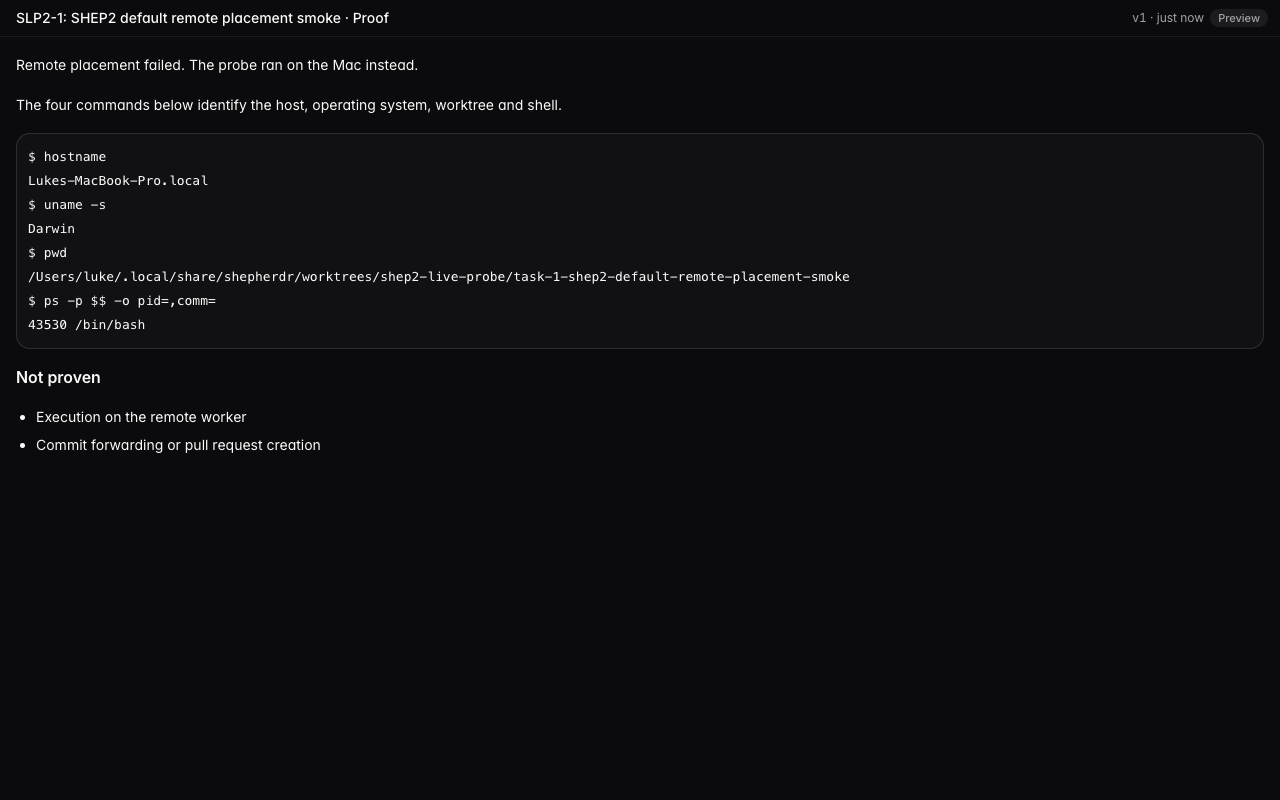 SLP2-1: SHEP2 default remote placement smoke · Proof
v1 · just now Preview
Remote placement failed. The probe ran on the Mac instead.
The four commands below identify the host, operating system, worktree and shell.
$ hostname
Lukes-MacBook-Pro.local
$ uname -s
Darwin
$ pwd
/Users/luke/.local/share/shepherdr/worktrees/shep2-live-probe/task-1-shep2-default-remote-placement-smoke
$ ps -p $$ -o pid=,comm=
43530 /bin/bash
Not proven
• Execution on the remote worker
• Commit forwarding or pull request creation